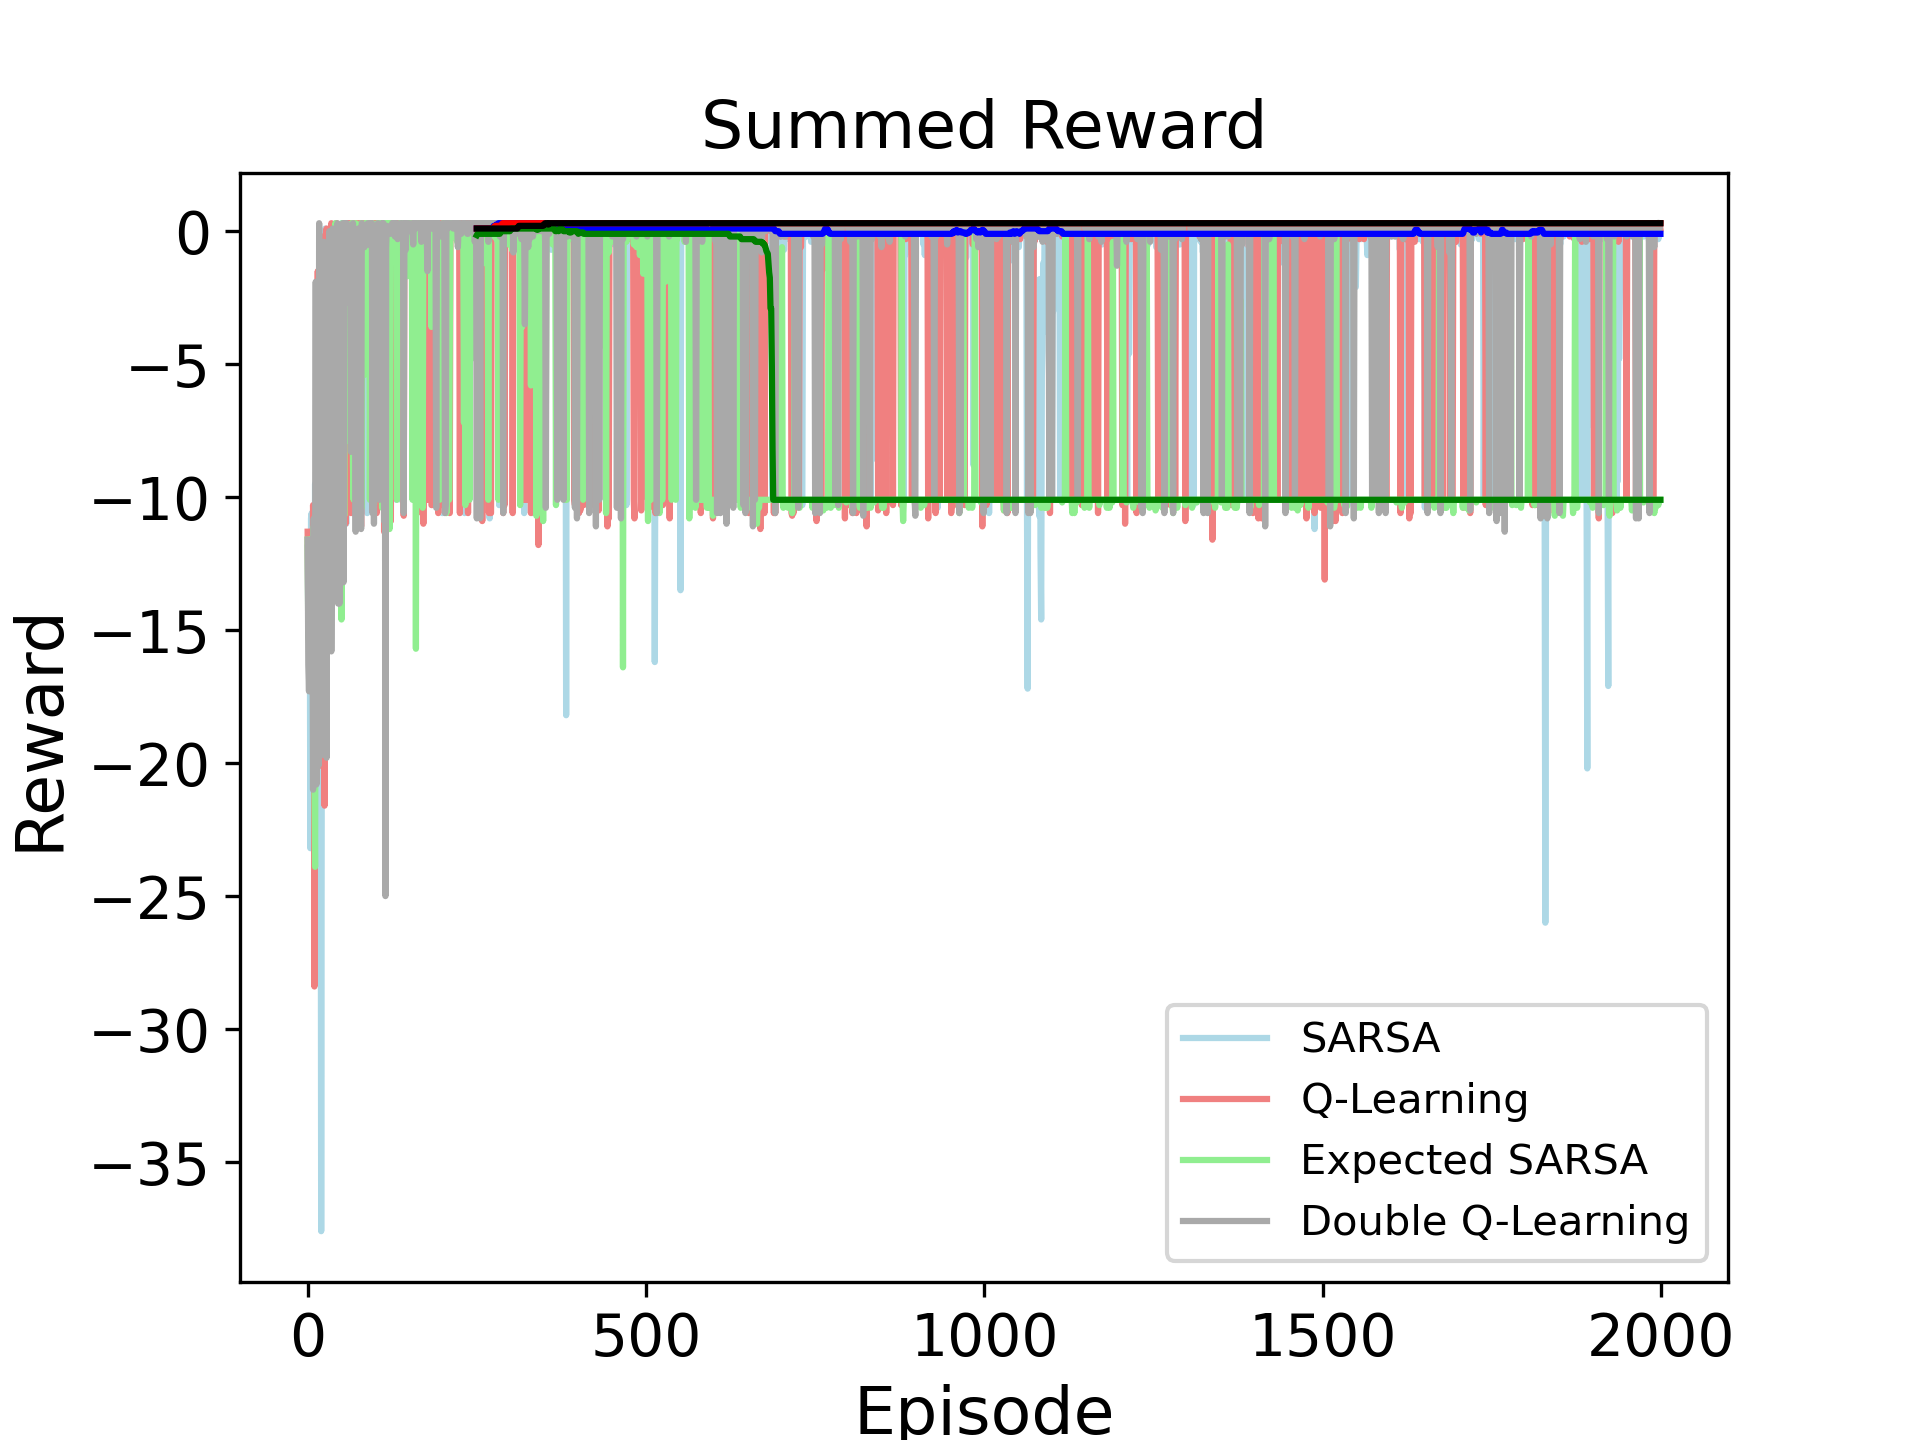 Summed Reward
Reward
0
−5
−10
−15
−20
−25
−30
−35
SARSA
Q-Learning
Expected SARSA
Double Q-Learning
0 500 1000 1500 2000
Episode